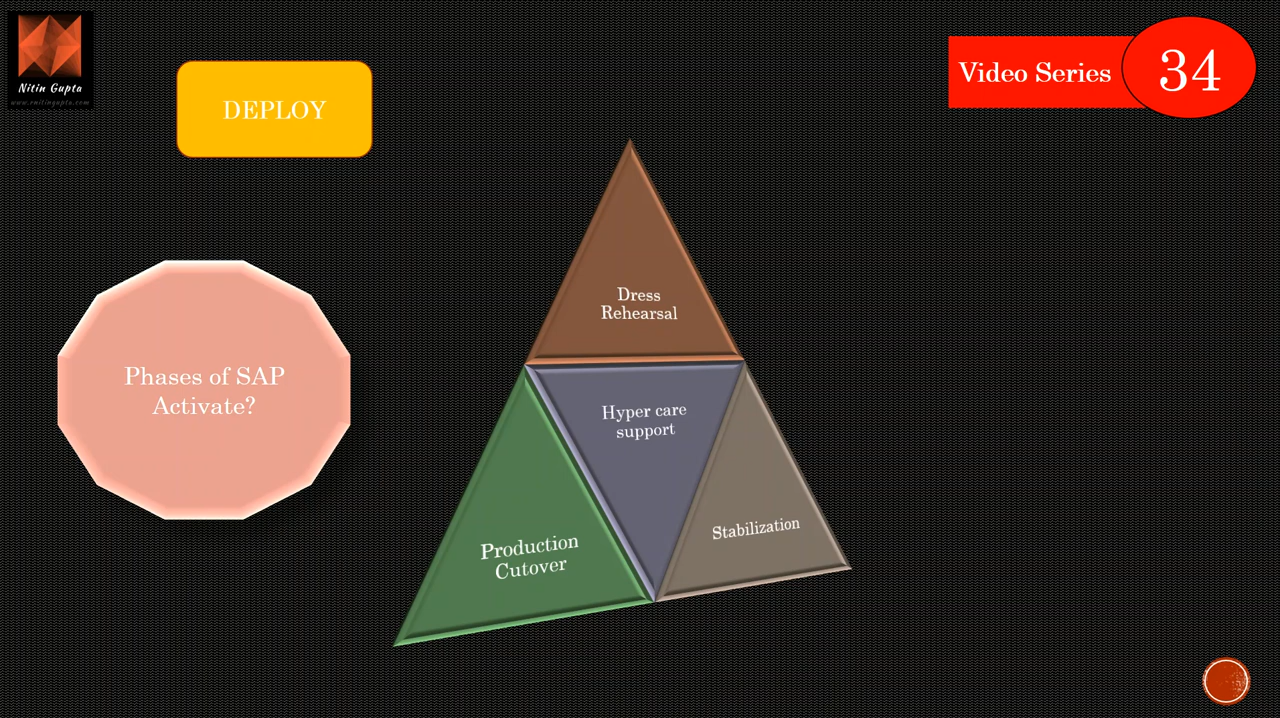 Nitin Gupta
DEPLOY
Video Series
34
Phases of SAP
Activate?
Dress
Rehearsal
Hyper care
support
Production
Cutover
Stabilization